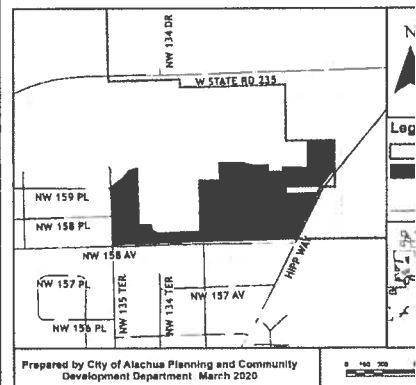 NW 134 DR
N
W STATE RD 235
Leg
NW 159 PL
NW 158 PL
NW 158 AV
HIPP WAY
NW 157 PL
NW 135 TER
NW 134 TER
NW 157 AV
NW 156 PL
Prepared by City of Alachua Planning and Community
Development Department March 2020